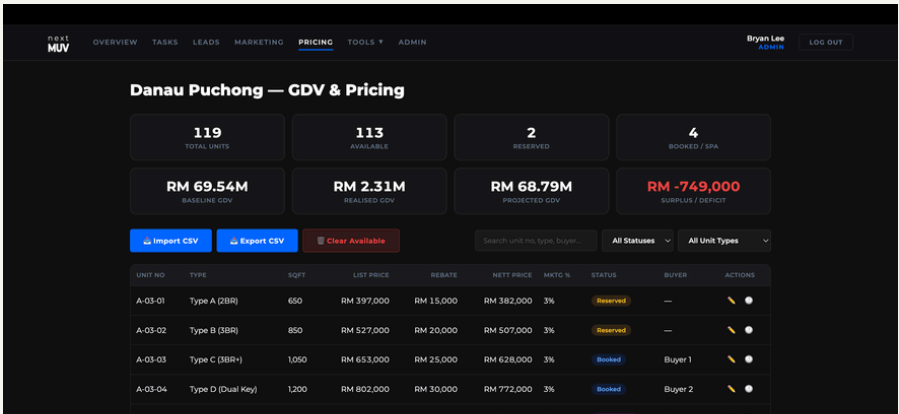 next
MUV
OVERVIEW TASKS LEADS MARKETING PRICING TOOLS ▼ ADMIN
Bryan Lee
ADMIN
LOG OUT
Danau Puchong — GDV & Pricing
119
TOTAL UNITS
113
AVAILABLE
2
RESERVED
4
BOOKED / SPA
RM 69.54M
BASELINE GDV
RM 2.31M
REALISED GDV
RM 68.79M
PROJECTED GDV
RM -749,000
SURPLUS / DEFICIT
Import CSV Export CSV Clear Available Search unit no, type, buyer... All Statuses All Unit Types
UNIT NO TYPE SQFT LIST PRICE REBATE NETT PRICE MKTG % STATUS BUYER ACTIONS
A-03-01 Type A (2BR) 650 RM 397,000 RM 15,000 RM 382,000 3% Reserved —
A-03-02 Type B (3BR) 850 RM 527,000 RM 20,000 RM 507,000 3% Reserved —
A-03-03 Type C (3BR+) 1,050 RM 653,000 RM 25,000 RM 628,000 3% Booked Buyer 1
A-03-04 Type D (Dual Key) 1,200 RM 802,000 RM 30,000 RM 772,000 3% Booked Buyer 2